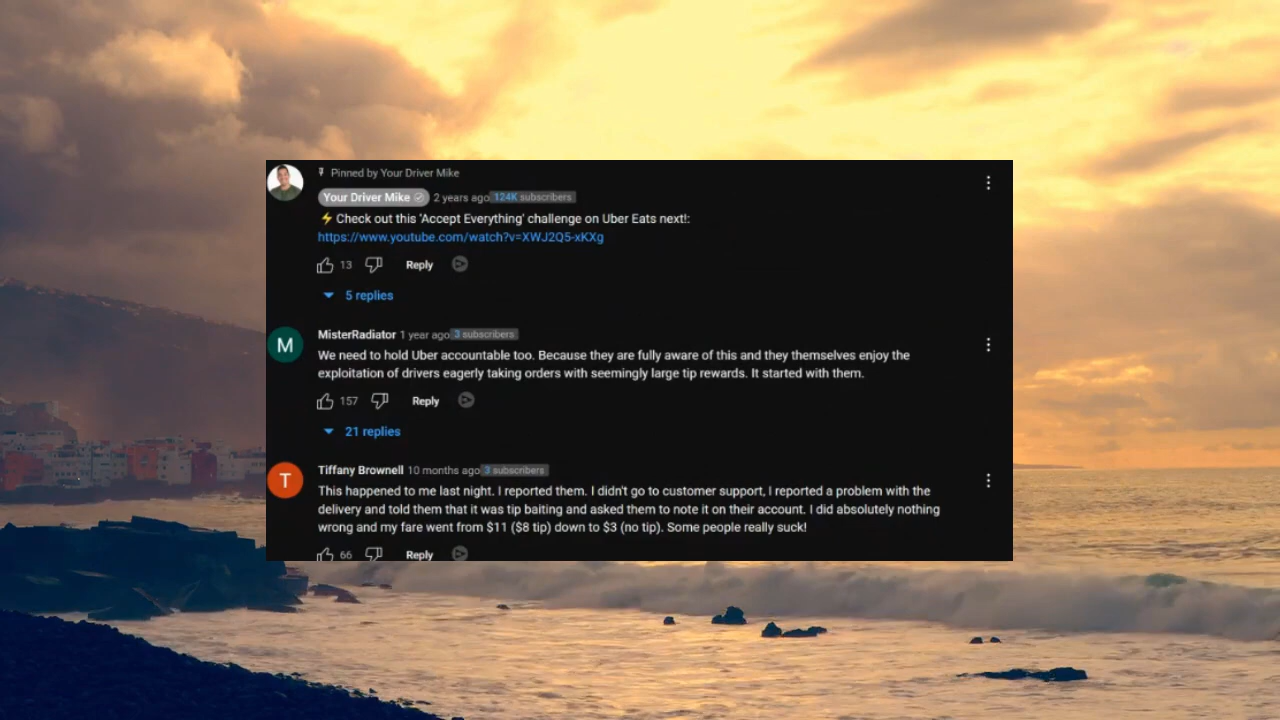 Pinned by Your Driver Mike
Your Driver Mike 2 years ago 124K subscribers
⚡ Check out this 'Accept Everything' challenge on Uber Eats next!:
https://www.youtube.com/watch?v=XWJ2Q5-xKXg
13 Reply
5 replies
M
MisterRadiator 1 year ago 3 subscribers
We need to hold Uber accountable too. Because they are fully aware of this and they themselves enjoy the
exploitation of drivers eagerly taking orders with seemingly large tip rewards. It started with them.
157 Reply
21 replies
T
Tiffany Brownell 10 months ago 3 subscribers
This happened to me last night. I reported them. I didn't go to customer support, I reported a problem with the
delivery and told them that it was tip baiting and asked them to note it on their account. I did absolutely nothing
wrong and my fare went from $11 ($8 tip) down to $3 (no tip). Some people really suck!
66 Reply